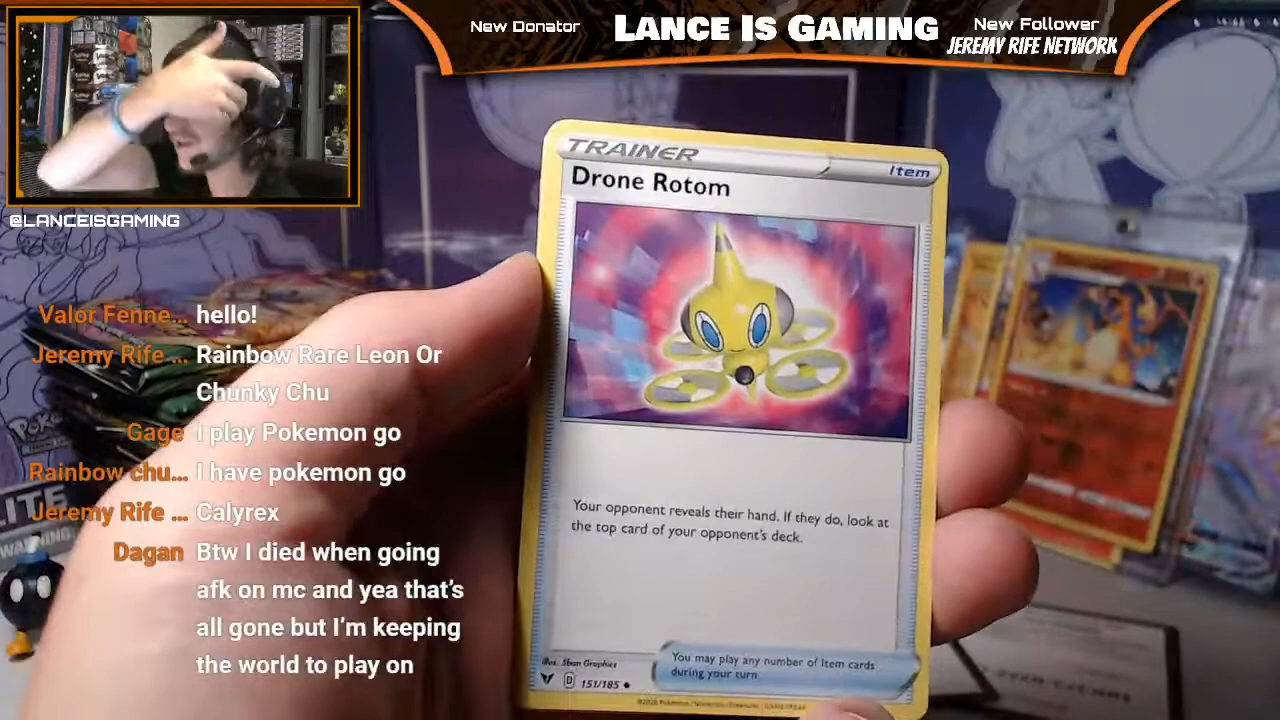 New Donator
LANCE IS GAMING
New Follower
JEREMY RIFE NETWORK
@LANCEISGAMING
Valor Fenne... hello!
Jeremy Rife ... Rainbow Rare Leon Or
Chunky Chu
Gage I play Pokemon go
Rainbow chu... I have pokemon go
Jeremy Rife ... Calyrex
Dagan Btw I died when going
afk on mc and yea that's
all gone but I'm keeping
the world to play on
TRAINER
Item
Drone Rotom
Your opponent reveals their hand. If they do, look at
the top card of your opponent's deck.
You may play any number of Item cards
during your turn
illus. Studio
D 151/185